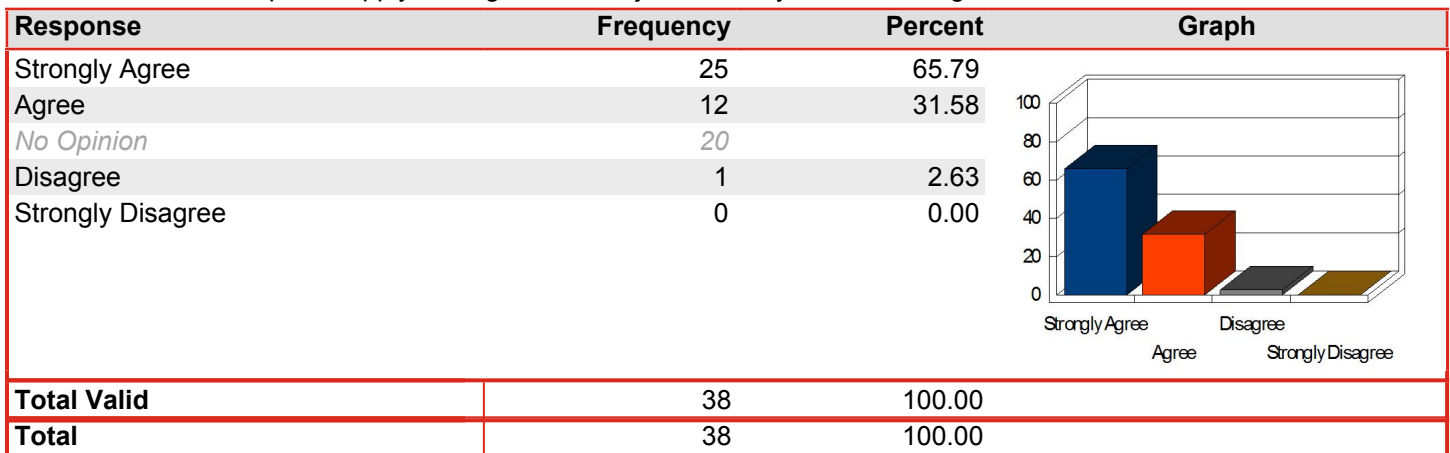 Response Frequency Percent Graph
Strongly Agree 25 65.79
Agree 12 31.58
No Opinion 20
Disagree 1 2.63
Strongly Disagree 0 0.00
100
80
60
40
20
0
Strongly Agree Disagree
Agree Strongly Disagree
Total Valid 38 100.00
Total 38 100.00